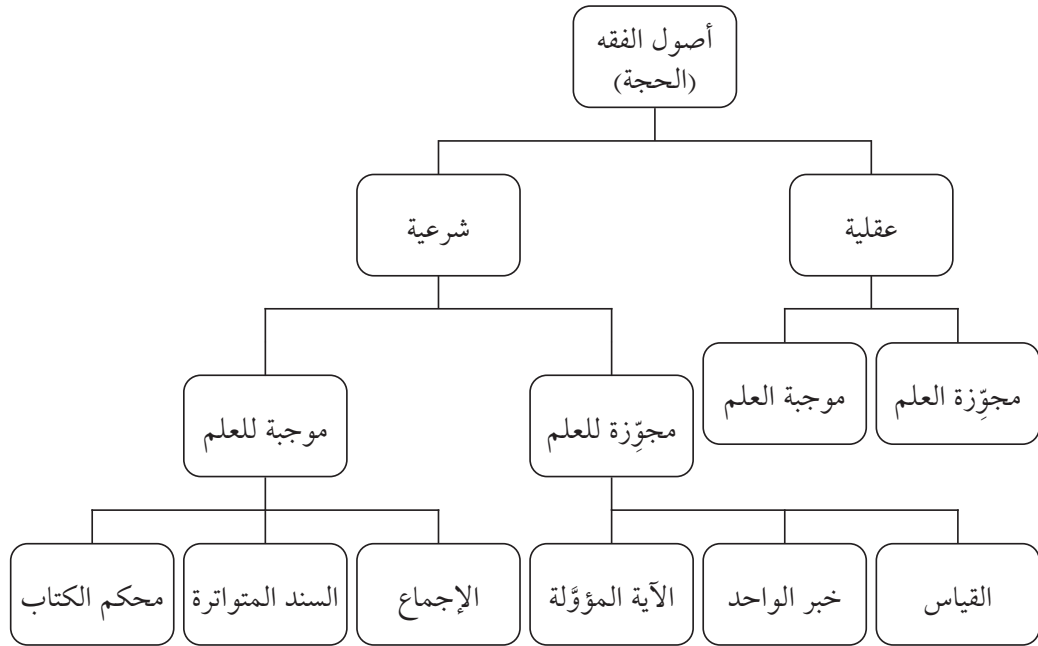 أصول الفقه
(الحجة)
عقلية
شرعية
مجوِّزة العلم
موجبة العلم
مجوِّزة للعلم
موجبة للعلم
القياس
خبر الواحد
الآية المؤوَّلة
الإجماع
السند المتواترة
محكم الكتاب